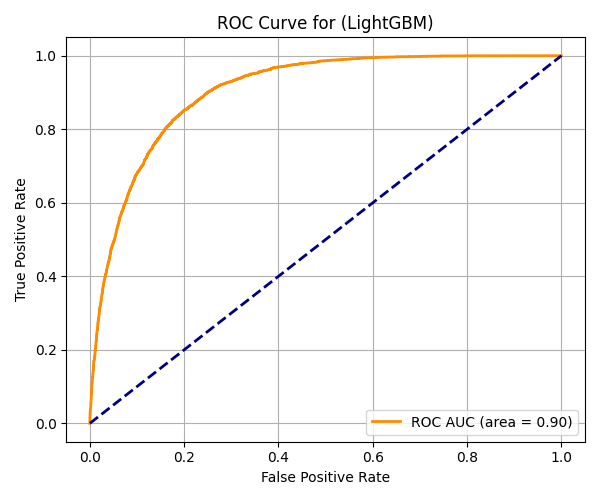 ROC Curve for (LightGBM)
True Positive Rate
1.0
0.8
0.6
0.4
0.2
0.0
0.0 0.2 0.4 0.6 0.8 1.0
False Positive Rate
ROC AUC (area = 0.90)